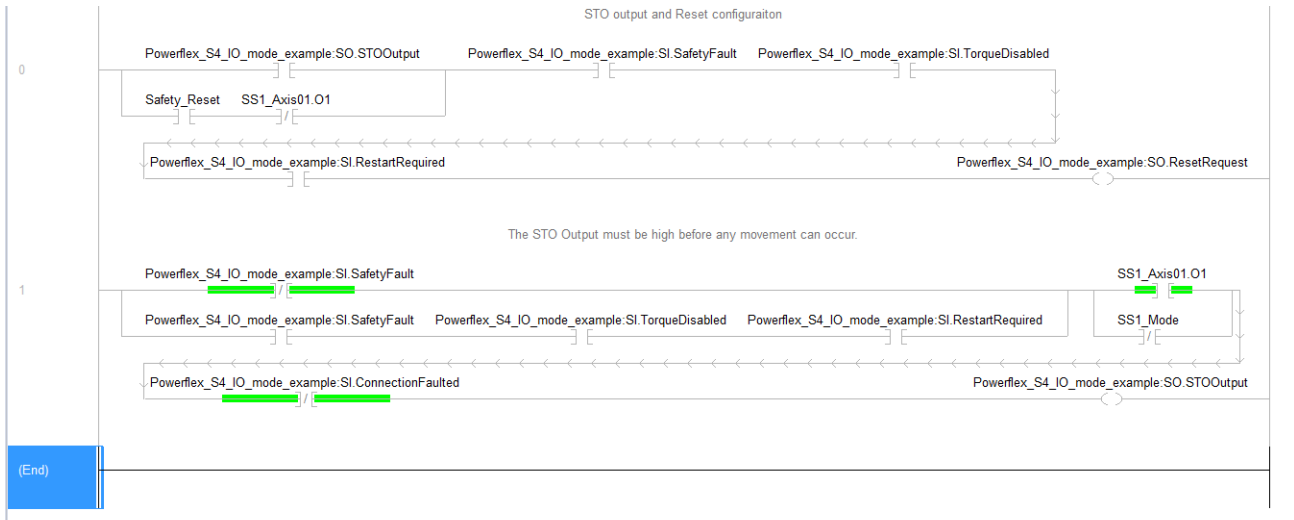 STO output and Reset configuraiton
Powerflex_S4_IO_mode_example:SO.STOOutput Powerflex_S4_IO_mode_example:SI.SafetyFault Powerflex_S4_IO_mode_example:SI.TorqueDisabled
0
Safety_Reset SS1_Axis01.O1
Powerflex_S4_IO_mode_example:SI.RestartRequired Powerflex_S4_IO_mode_example:SO.ResetRequest
The STO Output must be high before any movement can occur.
Powerflex_S4_IO_mode_example:SI.SafetyFault SS1_Axis01.O1
1
Powerflex_S4_IO_mode_example:SI.SafetyFault Powerflex_S4_IO_mode_example:SI.TorqueDisabled Powerflex_S4_IO_mode_example:SI.RestartRequired SS1_Mode
Powerflex_S4_IO_mode_example:SI.ConnectionFaulted Powerflex_S4_IO_mode_example:SO.STOOutput
(End)